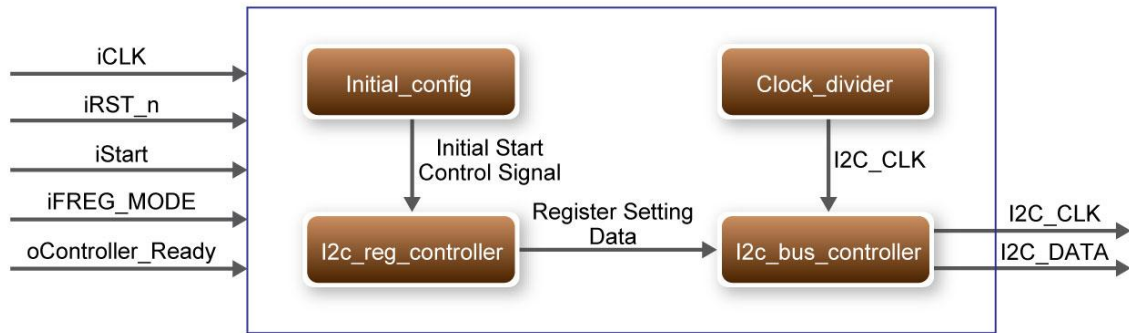 iCLK
iRST_n
iStart
iFREG_MODE
oController_Ready
Initial_config
Clock_divider
Initial Start
Control Signal
I2C_CLK
I2c_reg_controller
Register Setting
Data
I2c_bus_controller
I2C_CLK
I2C_DATA